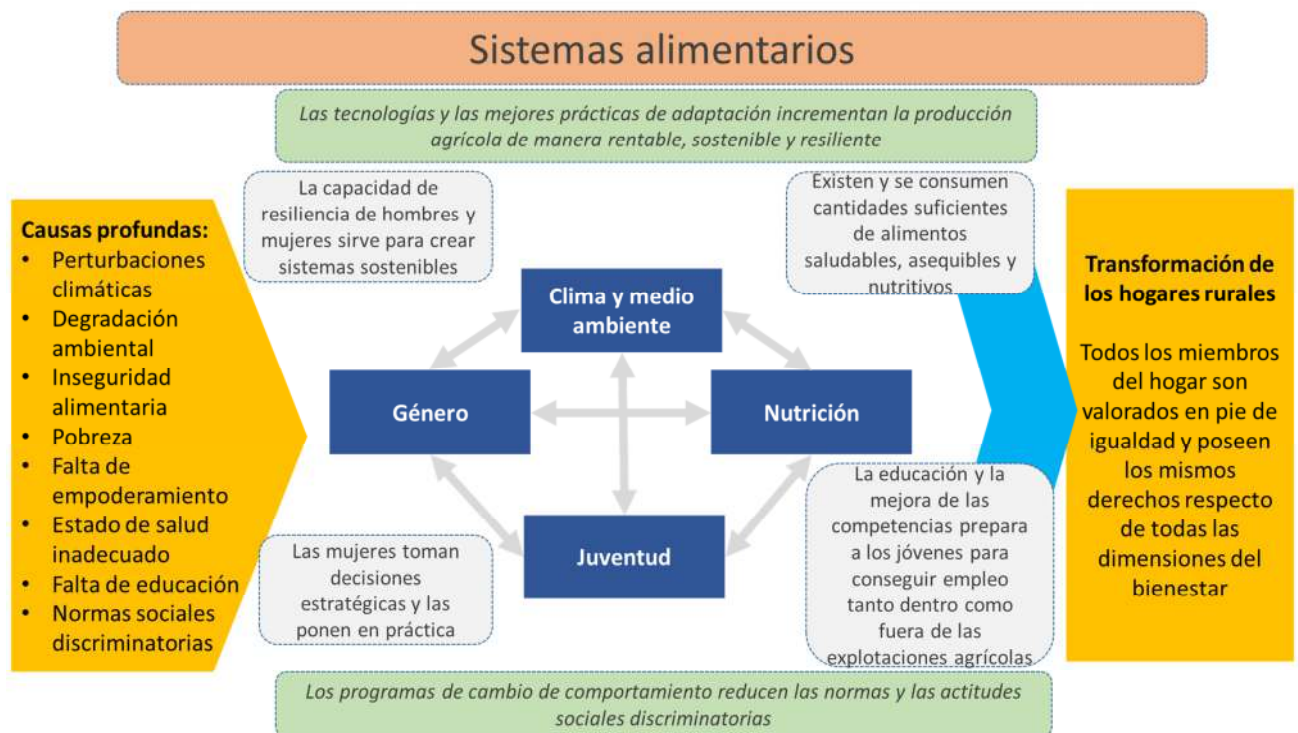 Sistemas alimentarios
Las tecnologías y las mejores prácticas de adaptación incrementan la producción
agrícola de manera rentable, sostenible y resiliente
Causas profundas:
• Perturbaciones
climáticas
• Degradación
ambiental
• Inseguridad
alimentaria
• Pobreza
• Falta de
empoderamiento
• Estado de salud
inadecuado
• Falta de educación
• Normas sociales
discriminatorias
La capacidad de
resiliencia de hombres y
mujeres sirve para crear
sistemas sostenibles
Existen y se consumen
cantidades suficientes
de alimentos
saludables, asequibles y
nutritivos
Clima y medio
ambiente
Género
Nutrición
Juventud
Las mujeres toman
decisiones
estratégicas y las
ponen en práctica
La educación y la
mejora de las
competencias prepara
a los jóvenes para
conseguir empleo
tanto dentro como
fuera de las
explotaciones agrícolas
Transformación de
los hogares rurales
Todos los miembros
del hogar son
valorados en pie de
igualdad y poseen
los mismos
derechos respecto
de todas las
dimensiones del
bienestar
Los programas de cambio de comportamiento reducen las normas y las actitudes
sociales discriminatorias